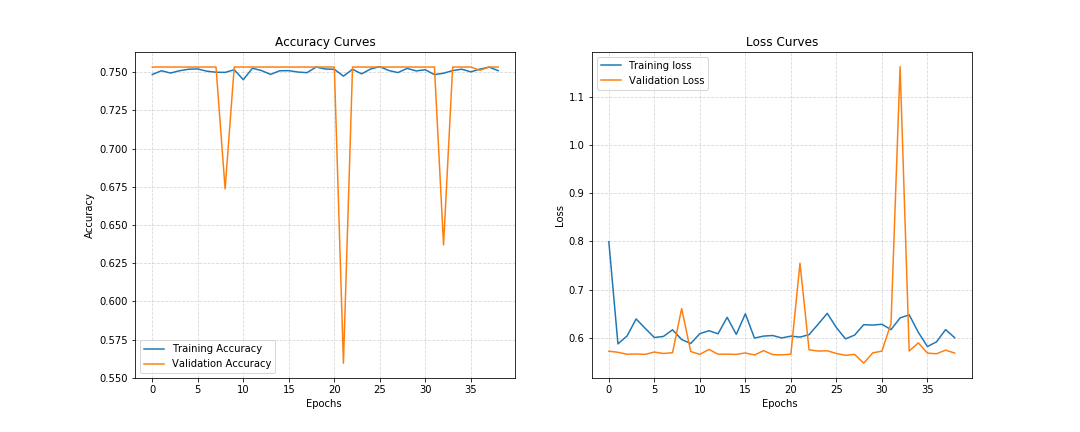 Accuracy Curves
0.750
0.725
0.700
0.675
0.650
0.625
0.600
0.575
0.550
Accuracy
Training Accuracy
Validation Accuracy
0 5 10 15 20 25 30 35
Epochs
Loss Curves
Training loss
Validation Loss
1.1
1.0
0.9
0.8
0.7
0.6
Loss
0 5 10 15 20 25 30 35
Epochs